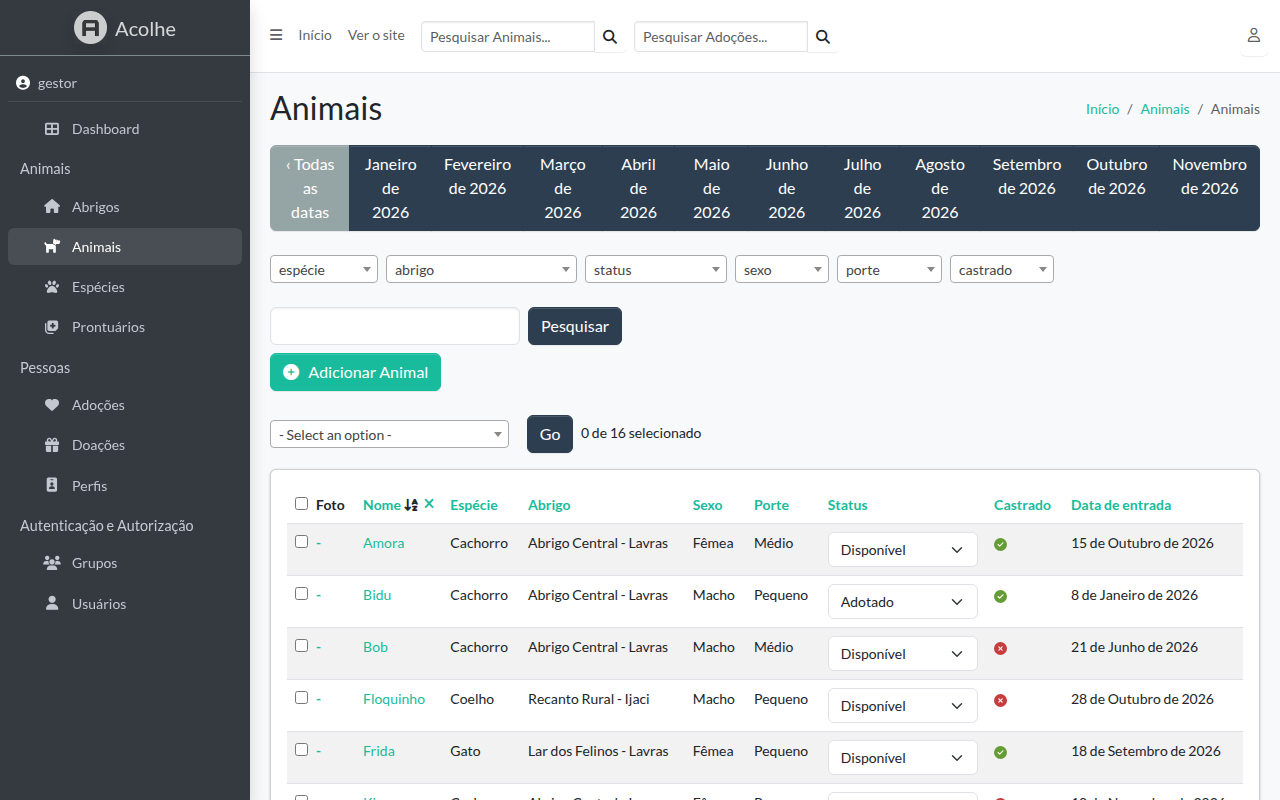 Acolhe
Início
Ver o site
Pesquisar Animais...
Pesquisar Adoções...
gestor
Dashboard
Animais
Abrigos
Animais
Espécies
Prontuários
Pessoas
Adoções
Doações
Perfis
Autenticação e Autorização
Grupos
Usuários
Animais
Início / Animais / Animais
‹ Todas as datas
Janeiro de 2026
Fevereiro de 2026
Março de 2026
Abril de 2026
Maio de 2026
Junho de 2026
Julho de 2026
Agosto de 2026
Setembro de 2026
Outubro de 2026
Novembro de 2026
espécie
abrigo
status
sexo
porte
castrado
Pesquisar
Adicionar Animal
- Select an option -
Go
0 de 16 selecionado
Foto Nome Espécie Abrigo Sexo Porte Status Castrado Data de entrada
- Amora Cachorro Abrigo Central - Lavras Fêmea Médio Disponível 15 de Outubro de 2026
- Bidu Cachorro Abrigo Central - Lavras Macho Pequeno Adotado 8 de Janeiro de 2026
- Bob Cachorro Abrigo Central - Lavras Macho Médio Disponível 21 de Junho de 2026
- Floquinho Coelho Recanto Rural - Ijaci Macho Pequeno Disponível 28 de Outubro de 2026
- Frida Gato Lar dos Felinos - Lavras Fêmea Pequeno Disponível 18 de Setembro de 2026